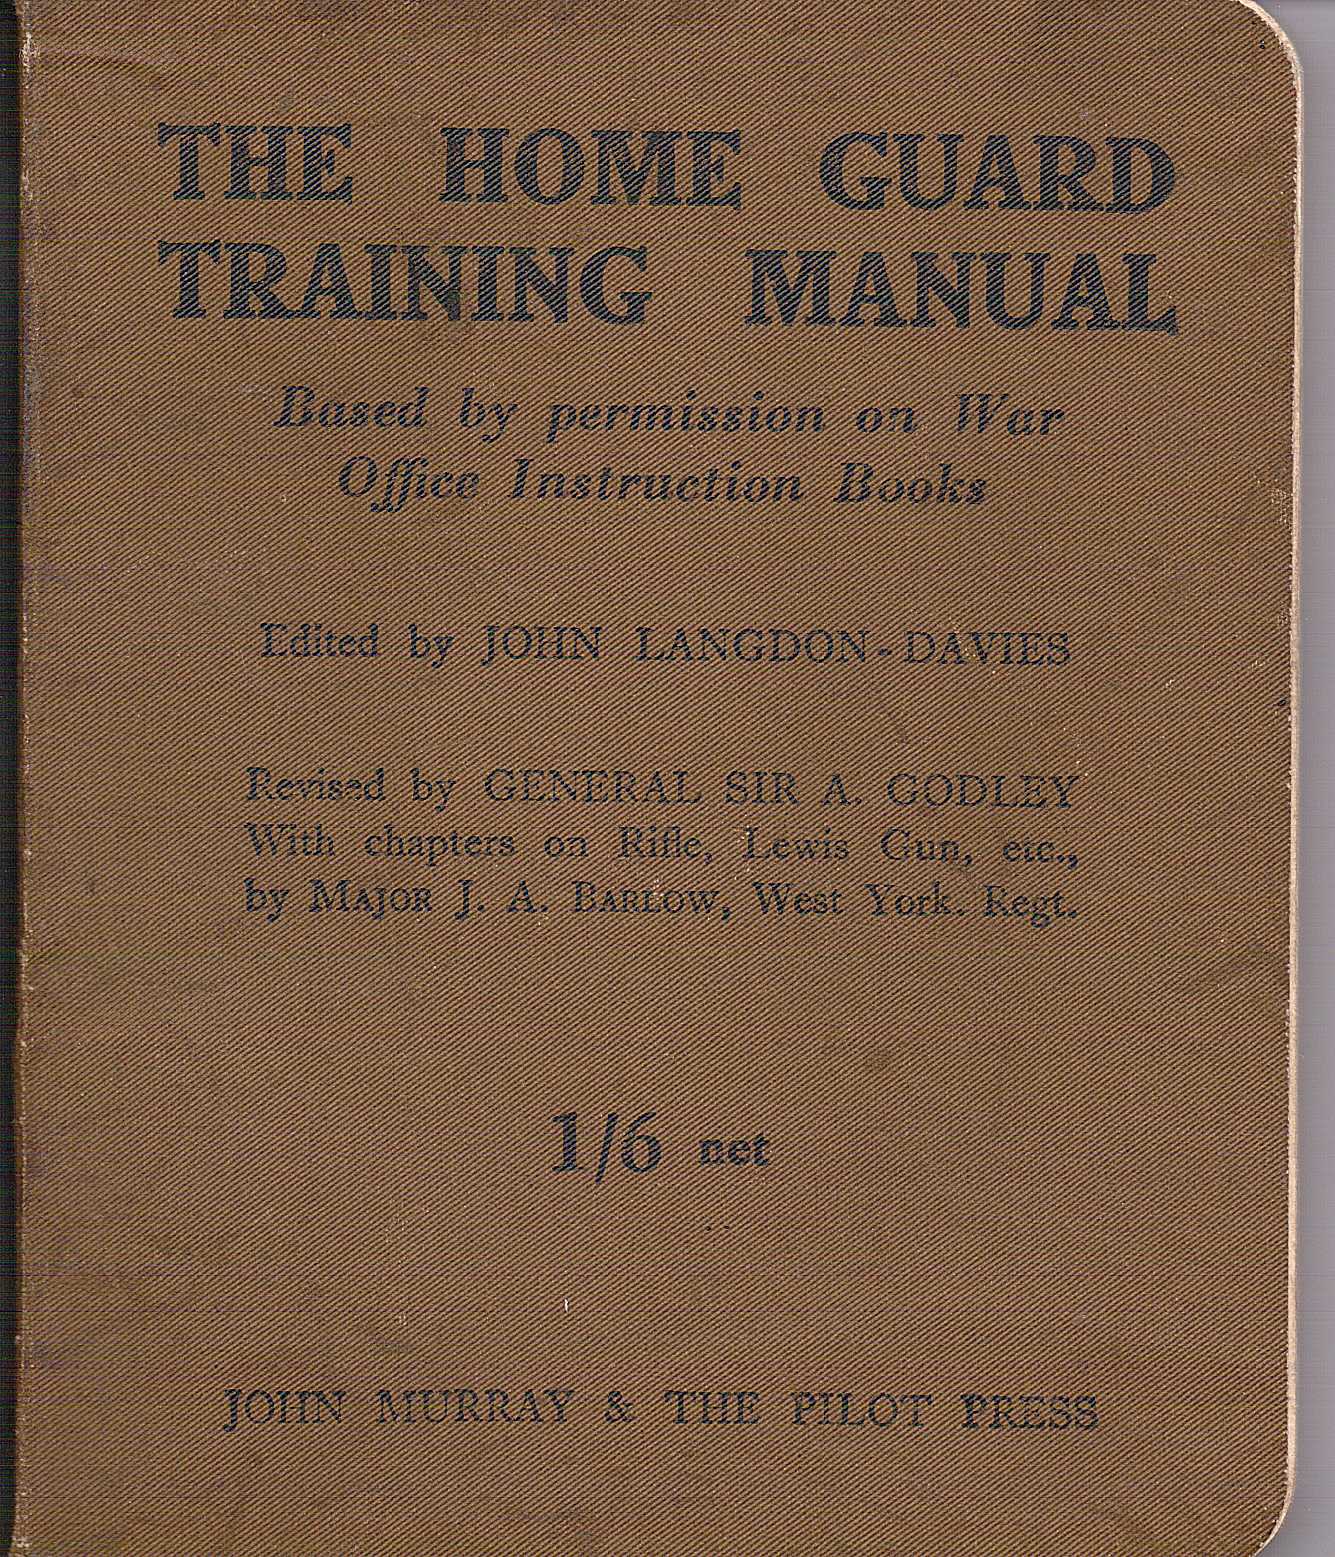 THE HOME GUARD
TRAINING MANUAL
Based by permission on War
Office Instruction Books
Edited by JOHN LANGDON-DAVIES
Revised by GENERAL SIR A. GODLEY
With chapters on Rifle, Lewis Gun, etc.,
by MAJOR J. A. BARLOW, West York. Regt.
1/6 net
JOHN MURRAY & THE PILOT PRESS